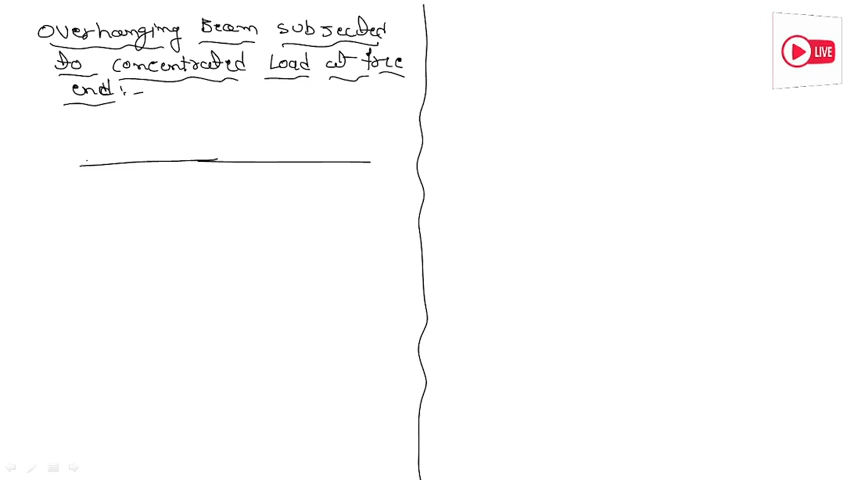 Overhanging Beam subjected
to concentrated Load at free
end :-
LIVE